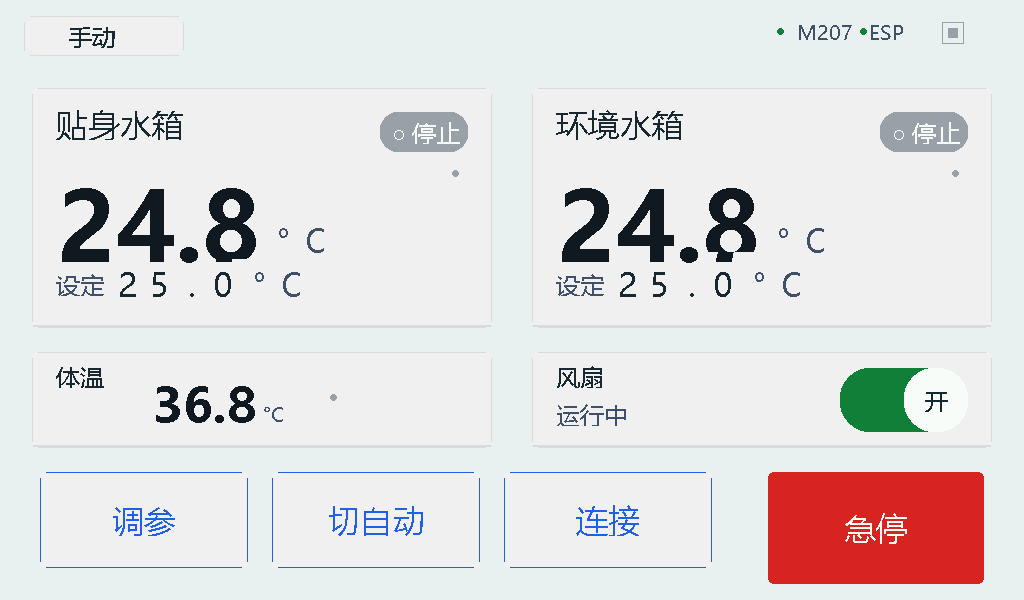 手动
M207 ESP
贴身水箱
停止
24.8 °C
设定 25.0 °C
环境水箱
停止
24.8 °C
设定 25.0 °C
体温
36.8 °C
风扇
运行中
开
调参
切自动
连接
急停